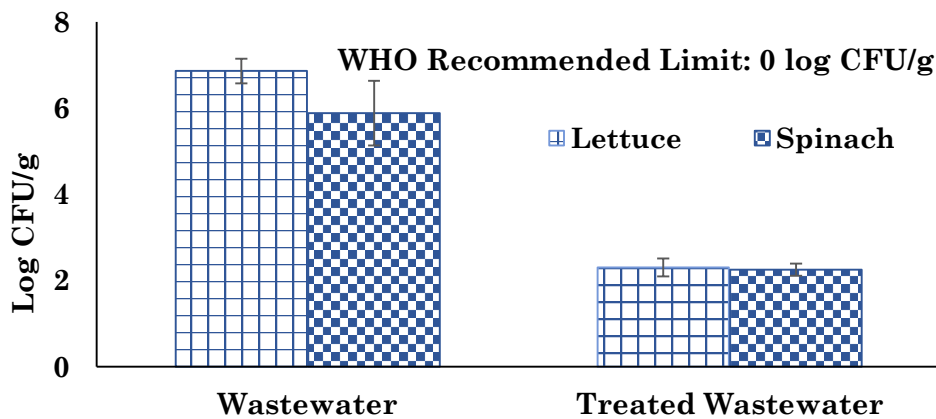 8
WHO Recommended Limit: 0 log CFU/g
6
Lettuce Spinach
4
2
0
Log CFU/g
Wastewater Treated Wastewater